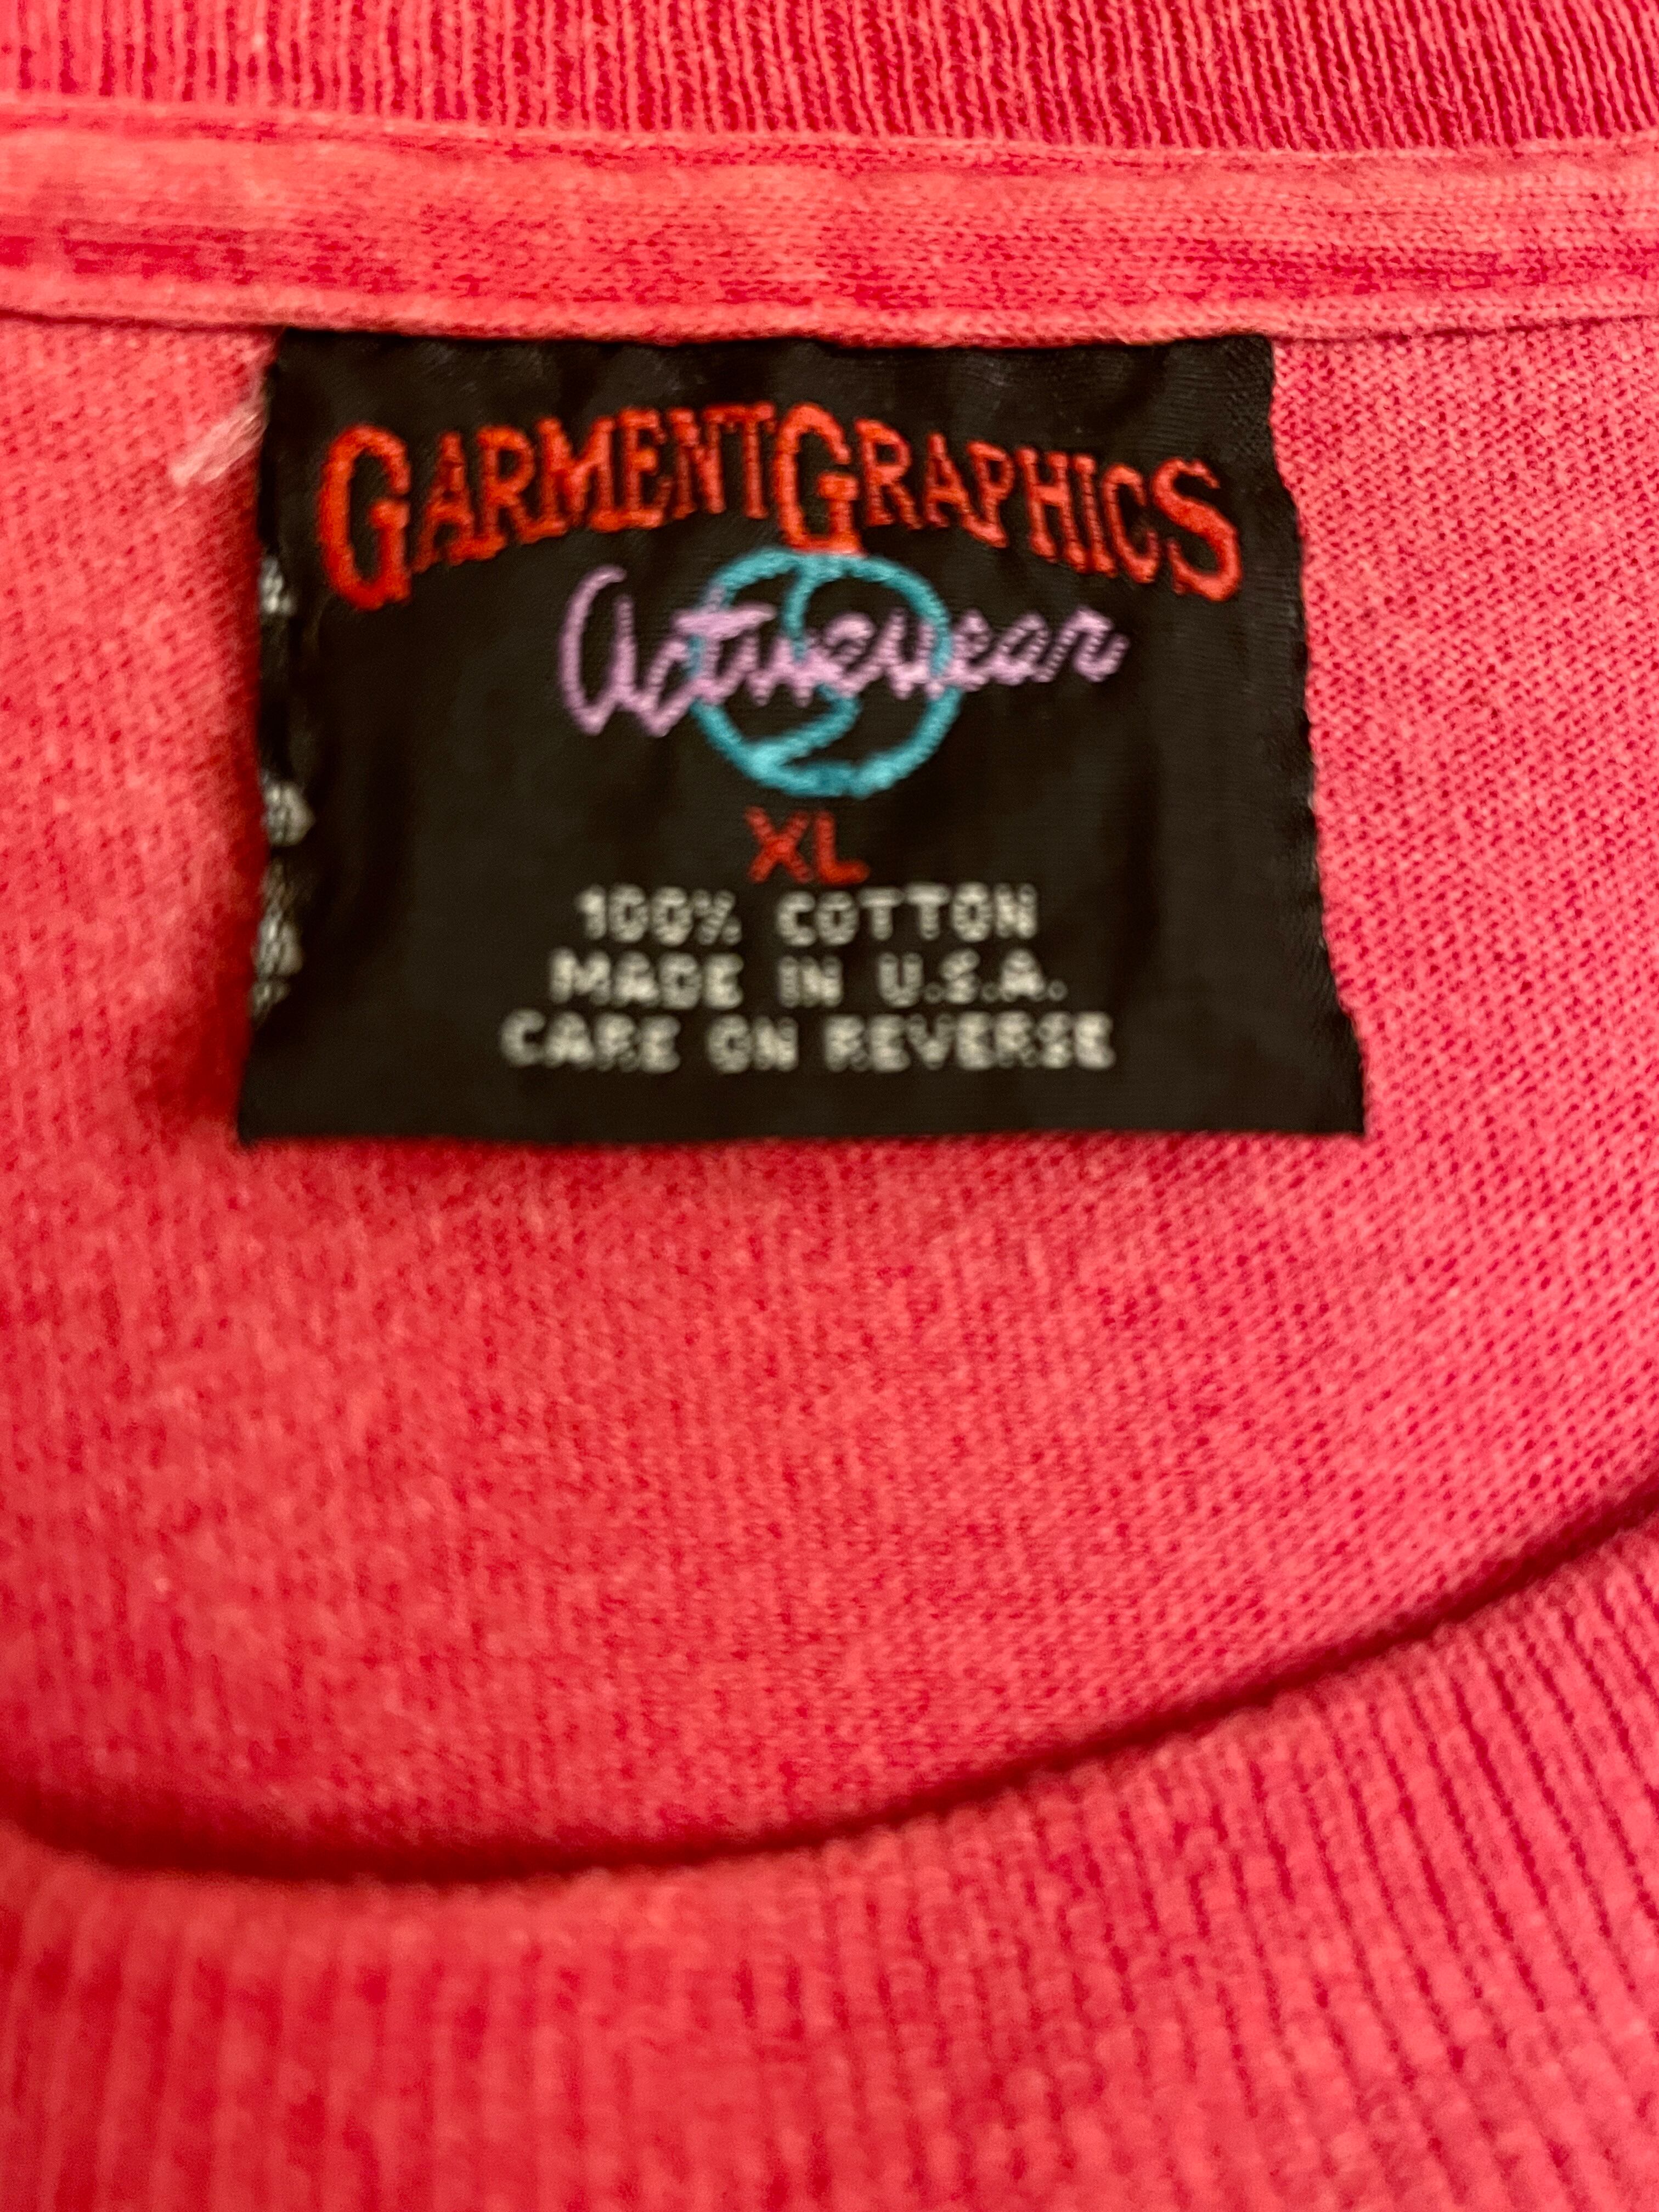 GARMENTGRAPHICS
Activewear
XL
100% COTTON
MADE IN U.S.A.
CARE ON REVERSE